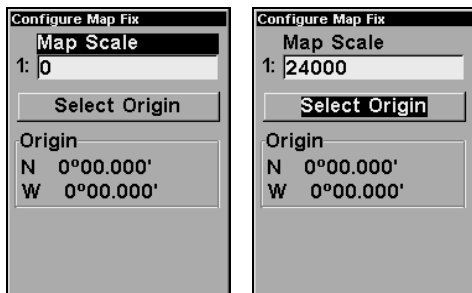 Configure Map Fix
Map Scale
1: 0
Select Origin
Origin
N 0º00.000'
W 0º00.000'
Configure Map Fix
Map Scale
1: 24000
Select Origin
Origin
N 0º00.000'
W 0º00.000'